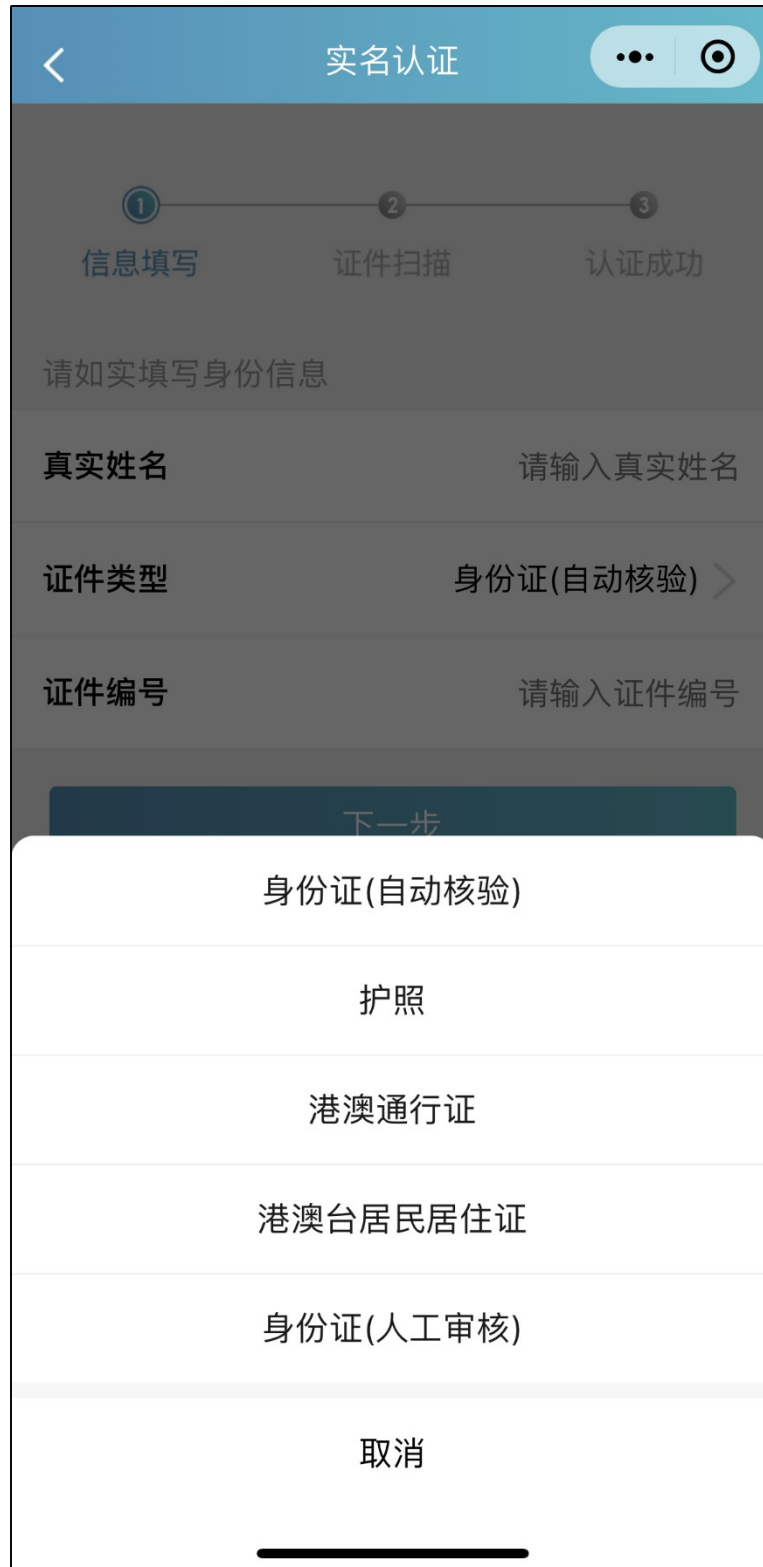 实名认证
1 2 3
信息填写 证件扫描 认证成功
请如实填写身份信息
真实姓名 请输入真实姓名
证件类型 身份证(自动核验)
证件编号 请输入证件编号
下一步
身份证(自动核验)
护照
港澳通行证
港澳台居民居住证
身份证(人工审核)
取消